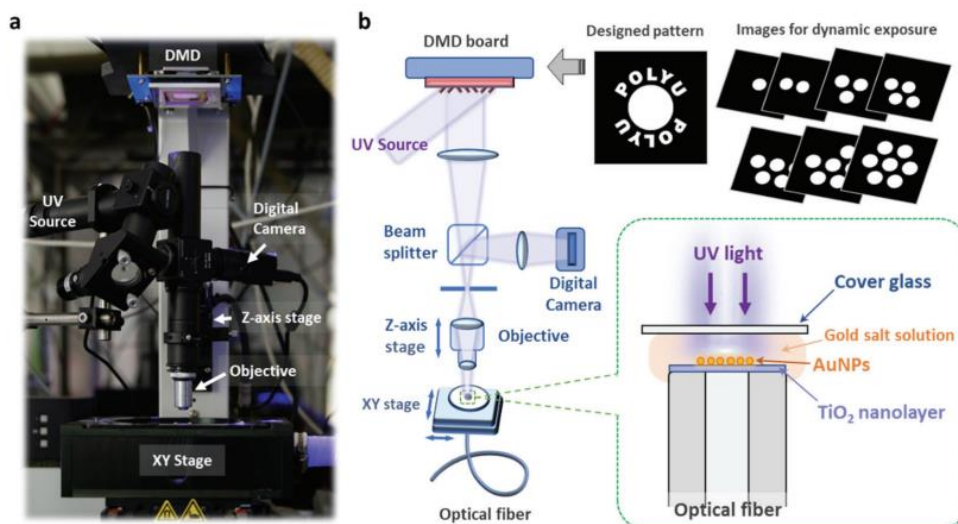 a
DMD
UV
Source
Digital
Camera
Z-axis stage
Objective
XY Stage
b
DMD board
Designed pattern
Images for dynamic exposure
POLYU
POLYU
UV Source
Beam
splitter
Digital
Camera
Z-axis
stage
Objective
XY stage
Optical fiber
UV light
Cover glass
Gold salt solution
AuNPs
TiO₂ nanolayer
Optical fiber